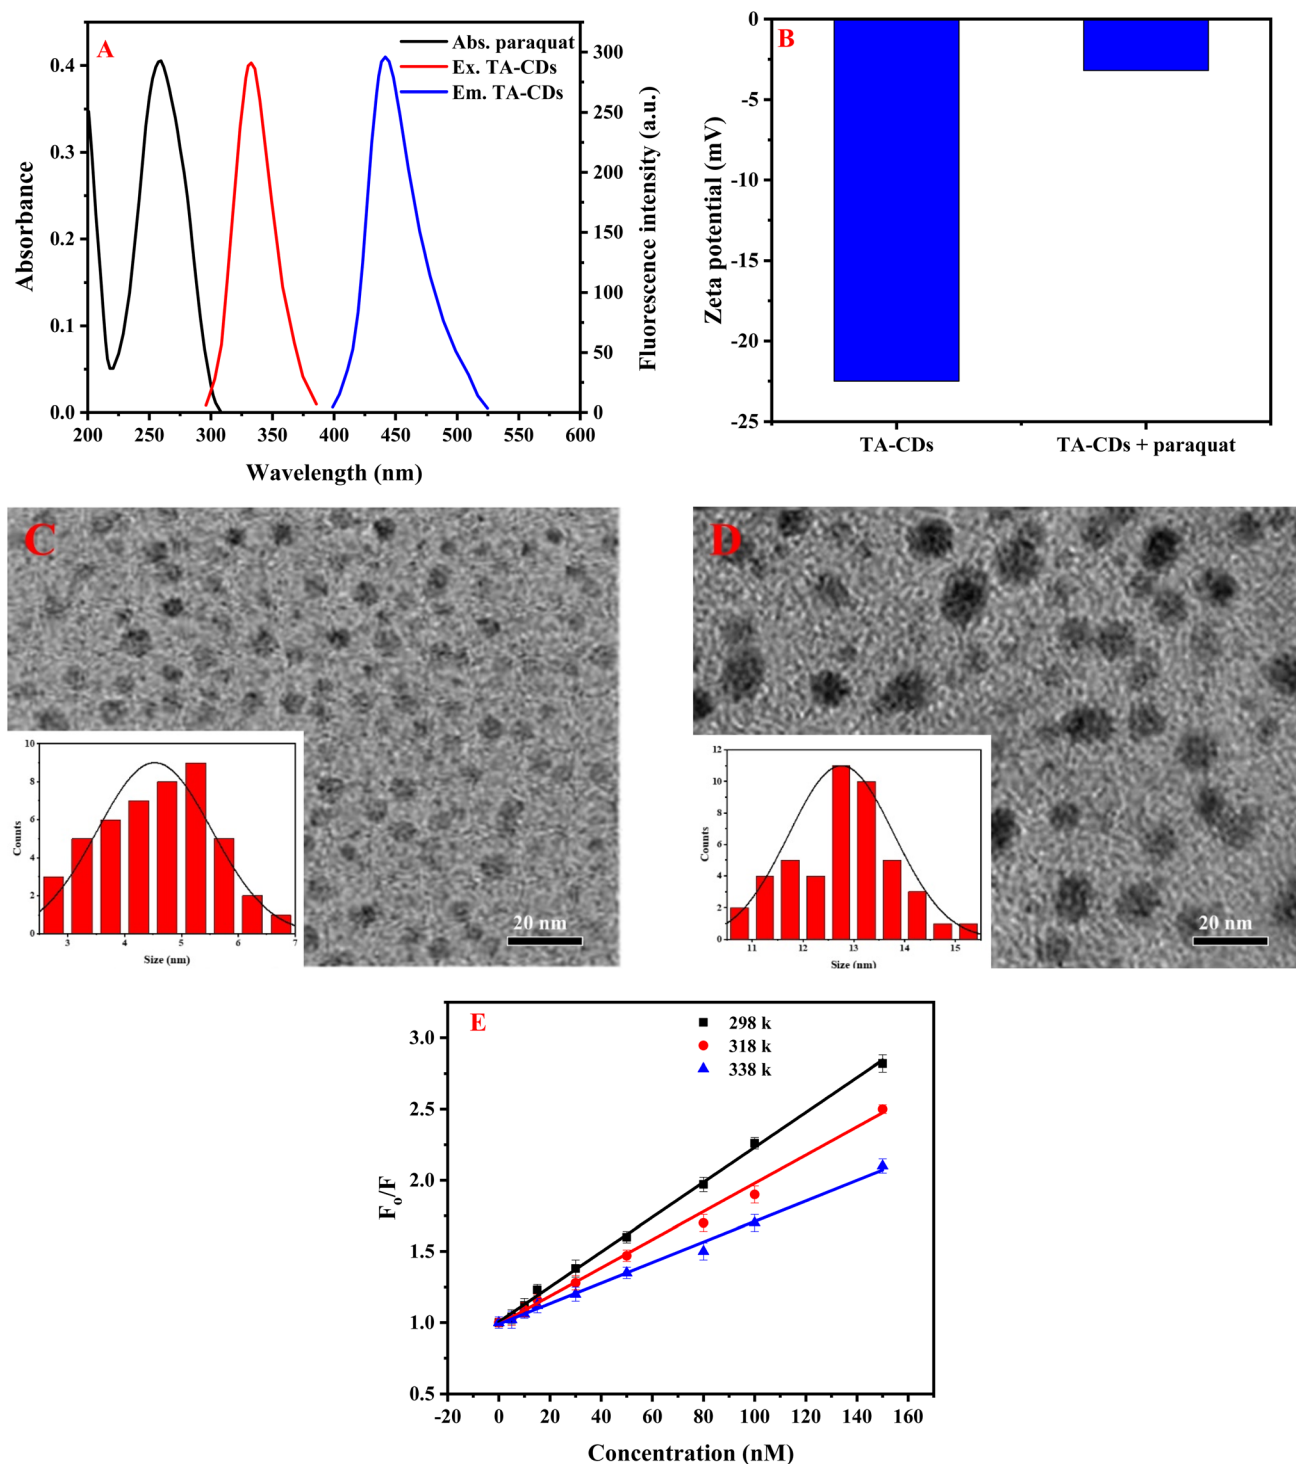 A
Abs. paraquat
Ex. TA-CDs
Em. TA-CDs
0.4
0.3
0.2
0.1
0.0
Absorbance
300
250
200
150
100
50
0
Fluorescence intensity (a.u.)
200 250 300 350 400 450 500 550 600
Wavelength (nm)
B
0
-5
-10
-15
-20
-25
Zeta potential (mV)
TA-CDs
TA-CDs + paraquat
C
10
8
6
4
2
0
Counts
3 4 5 6 7
Size (nm)
20 nm
D
12
10
8
6
4
2
0
Counts
11 12 13 14 15
Size (nm)
20 nm
E
298 k
318 k
338 k
3.0
2.5
2.0
1.5
1.0
0.5
Fo/F
-20 0 20 40 60 80 100 120 140 160
Concentration (nM)